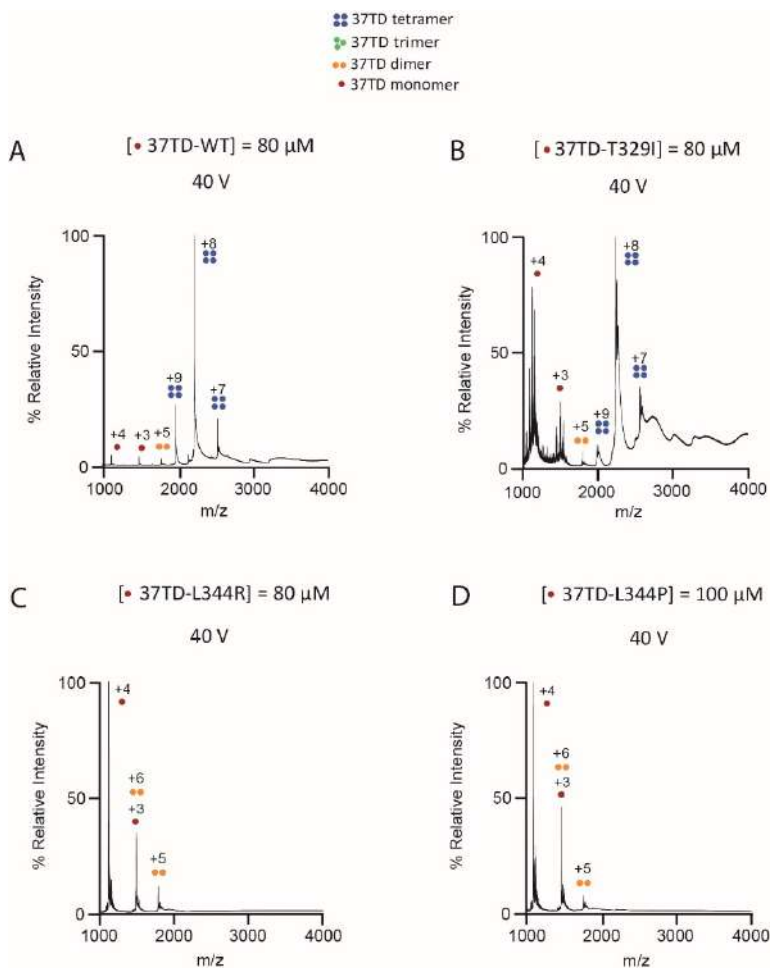 37TD tetramer
37TD trimer
37TD dimer
37TD monomer
A
[• 37TD-WT] = 80 µM
40 V
% Relative Intensity
100
50
0
+8
+9
+7
+4 +3 +5
1000 2000 3000 4000
m/z
B
[• 37TD-T329I] = 80 µM
40 V
% Relative Intensity
100
50
0
+8
+4
+7
+3
+9
+5
1000 2000 3000 4000
m/z
C
[• 37TD-L344R] = 80 µM
40 V
% Relative Intensity
100
50
0
+4
+6
+3
+5
1000 2000 3000 4000
m/z
D
[• 37TD-L344P] = 100 µM
40 V
% Relative Intensity
100
50
0
+4
+6
+3
+5
1000 2000 3000 4000
m/z